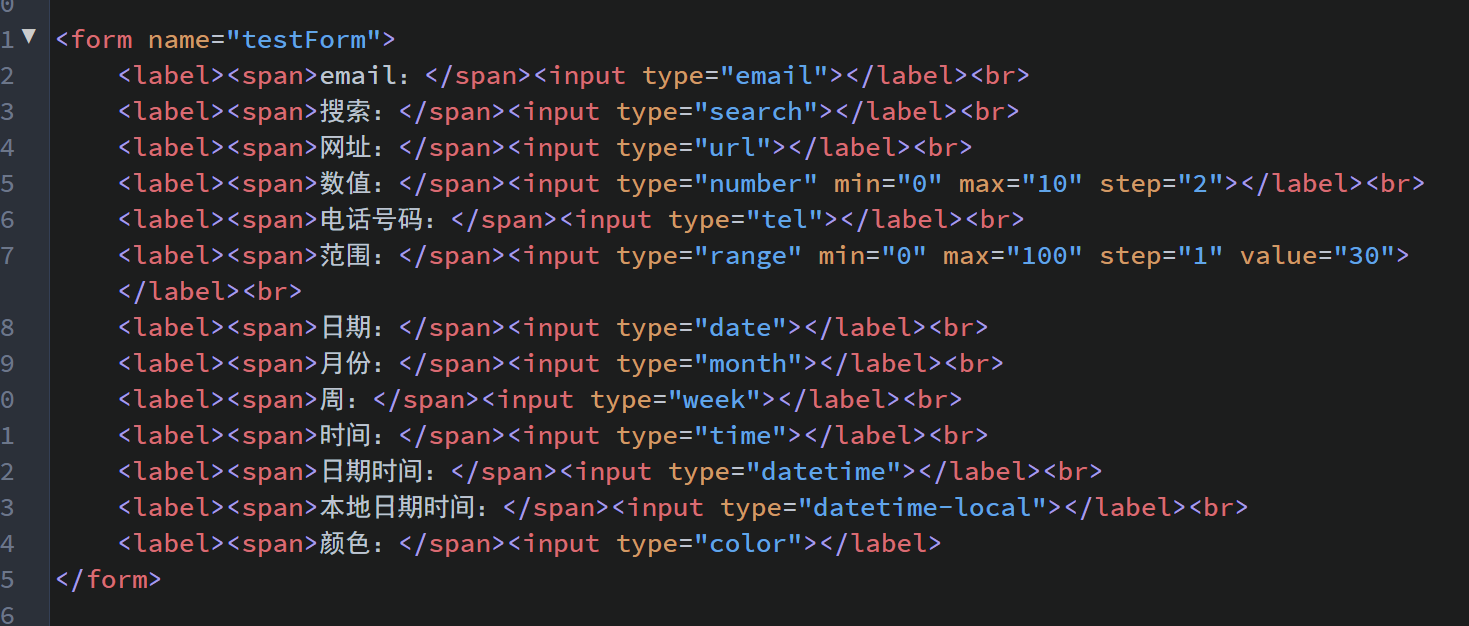 0
1 <form name="testForm">
2 <label><span>email：</span><input type="email"></label><br>
3 <label><span>搜索：</span><input type="search"></label><br>
4 <label><span>网址：</span><input type="url"></label><br>
5 <label><span>数值：</span><input type="number" min="0" max="10" step="2"></label><br>
6 <label><span>电话号码：</span><input type="tel"></label><br>
7 <label><span>范围：</span><input type="range" min="0" max="100" step="1" value="30">
</label><br>
8 <label><span>日期：</span><input type="date"></label><br>
9 <label><span>月份：</span><input type="month"></label><br>
0 <label><span>周：</span><input type="week"></label><br>
1 <label><span>时间：</span><input type="time"></label><br>
2 <label><span>日期时间：</span><input type="datetime"></label><br>
3 <label><span>本地日期时间：</span><input type="datetime-local"></label><br>
4 <label><span>颜色：</span><input type="color"></label>
5 </form>
6